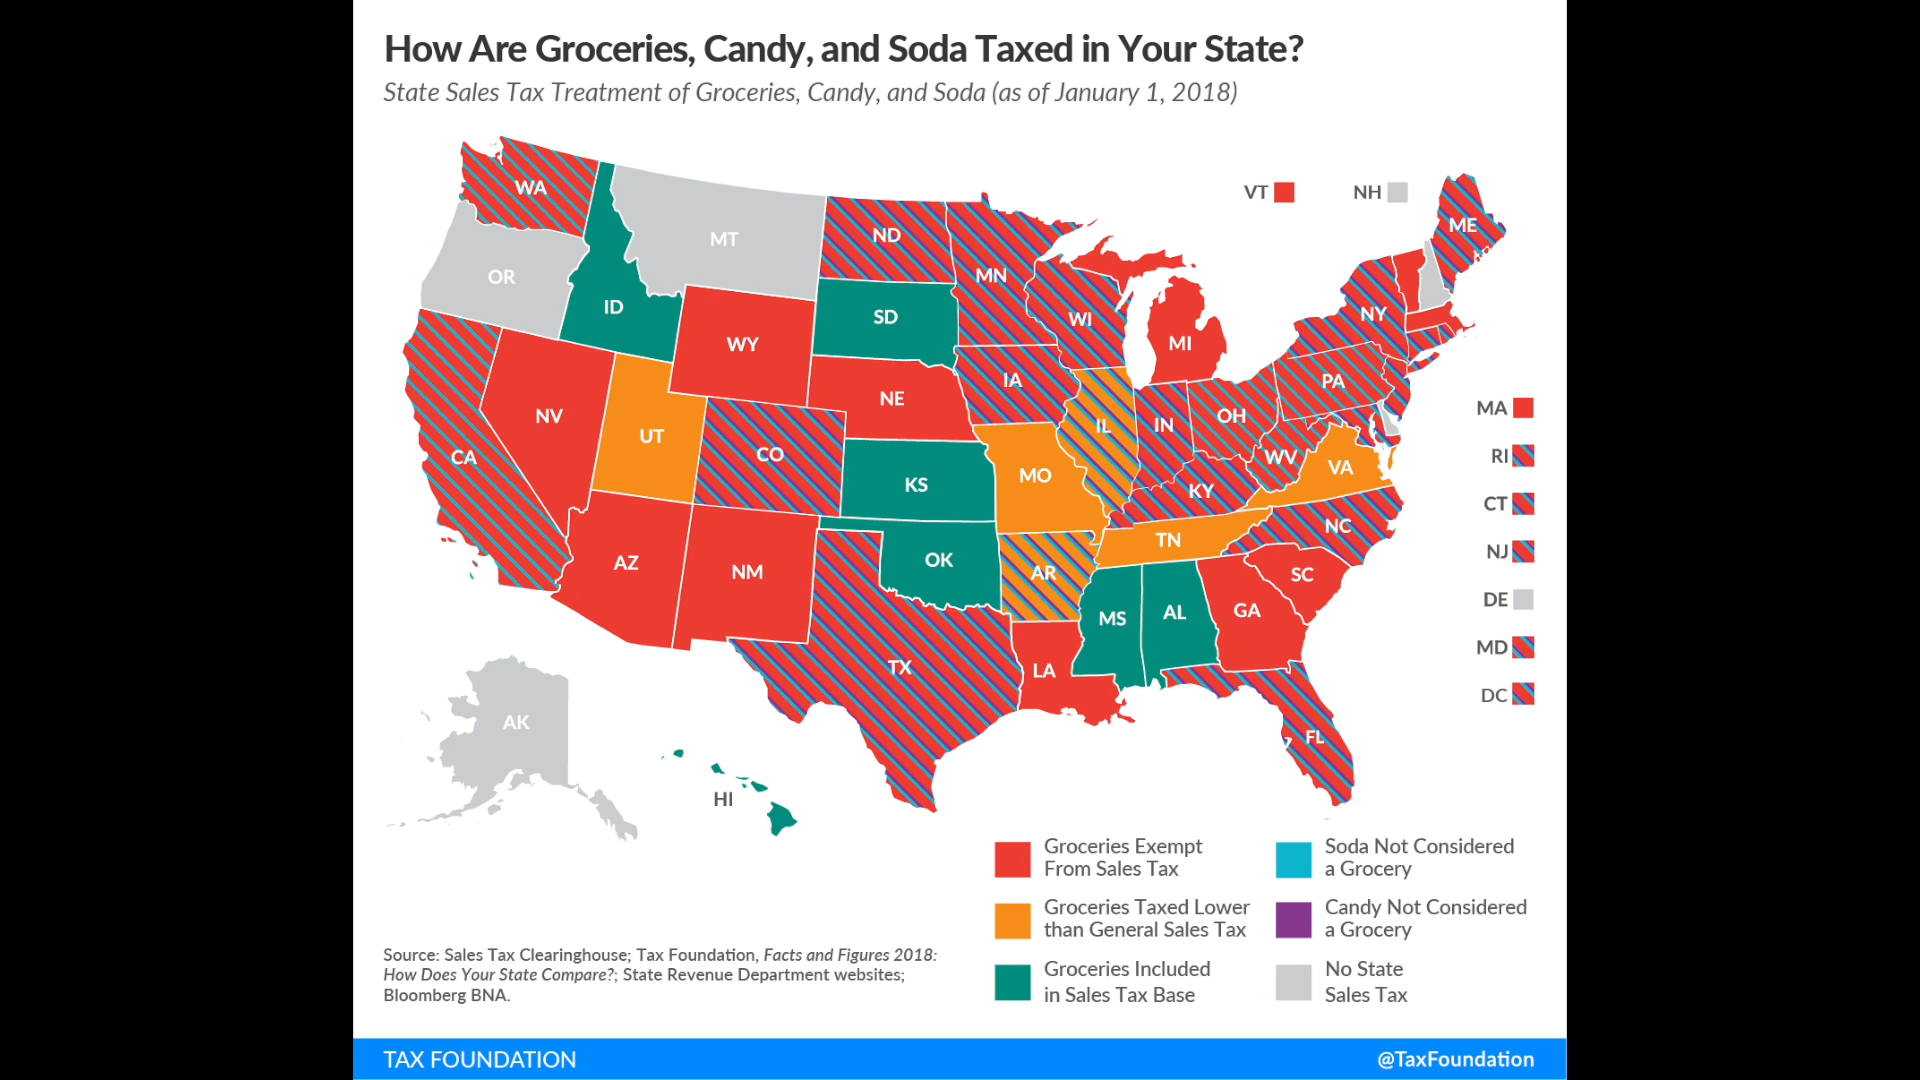 How Are Groceries, Candy, and Soda Taxed in Your State?
State Sales Tax Treatment of Groceries, Candy, and Soda (as of January 1, 2018)
WA
OR
CA
NV
ID
MT
WY
UT
AZ
CO
NM
ND
SD
NE
KS
OK
TX
MN
IA
MO
AR
LA
WI
IL
MI
IN
OH
KY
TN
MS
AL
GA
FL
SC
NC
VA
WV
PA
NY
ME
AK
HI
VT
NH
MA
RI
CT
NJ
DE
MD
DC
Groceries Exempt
From Sales Tax
Groceries Taxed Lower
than General Sales Tax
Groceries Included
in Sales Tax Base
Soda Not Considered
a Grocery
Candy Not Considered
a Grocery
No State
Sales Tax
Source: Sales Tax Clearinghouse; Tax Foundation, Facts and Figures 2018:
How Does Your State Compare?; State Revenue Department websites;
Bloomberg BNA.
TAX FOUNDATION
@TaxFoundation